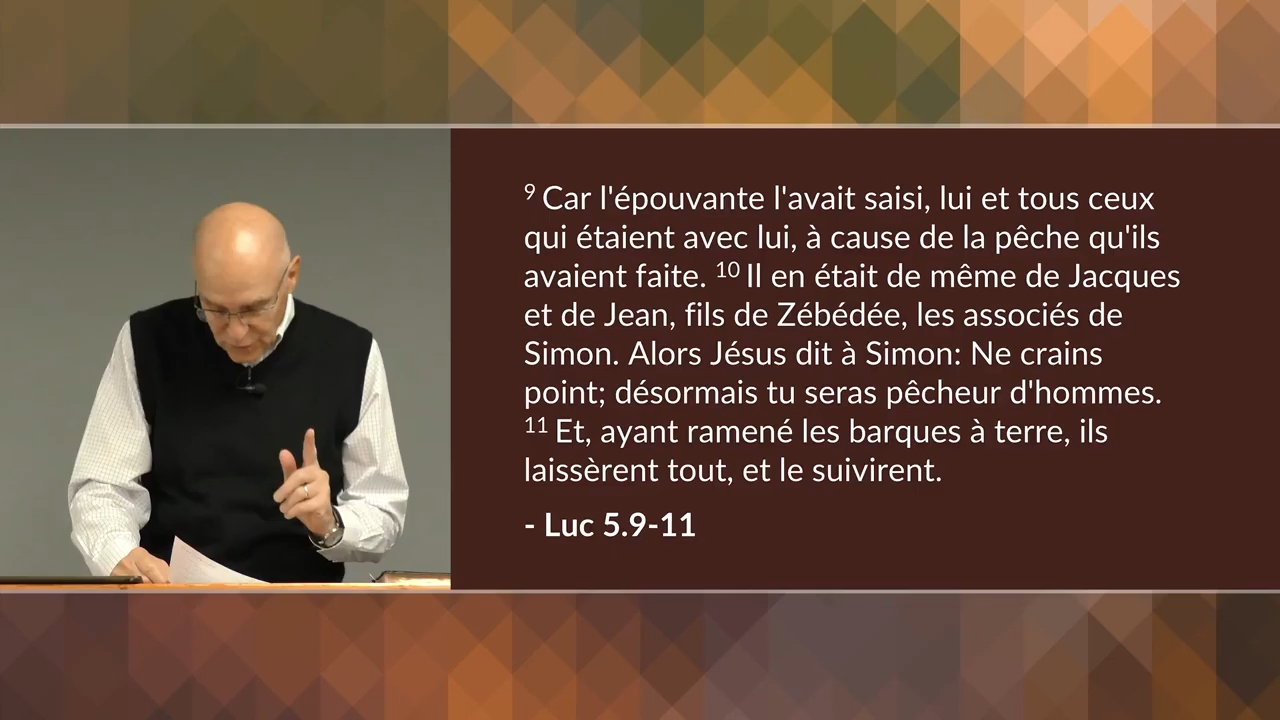 9 Car l'épouvante l'avait saisi, lui et tous ceux
qui étaient avec lui, à cause de la pêche qu'ils
avaient faite. 10 Il en était de même de Jacques
et de Jean, fils de Zébédée, les associés de
Simon. Alors Jésus dit à Simon: Ne crains
point; désormais tu seras pêcheur d'hommes.
11 Et, ayant ramené les barques à terre, ils
laissèrent tout, et le suivirent.
- Luc 5.9-11